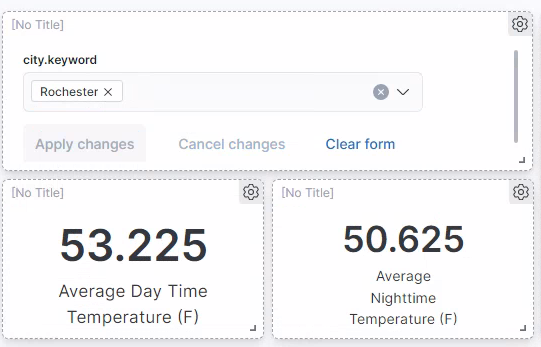 [No Title]
city.keyword
Rochester
Apply changes Cancel changes Clear form
[No Title]
53.225
Average Day Time
Temperature (F)
[No Title]
50.625
Average
Nighttime
Temperature (F)